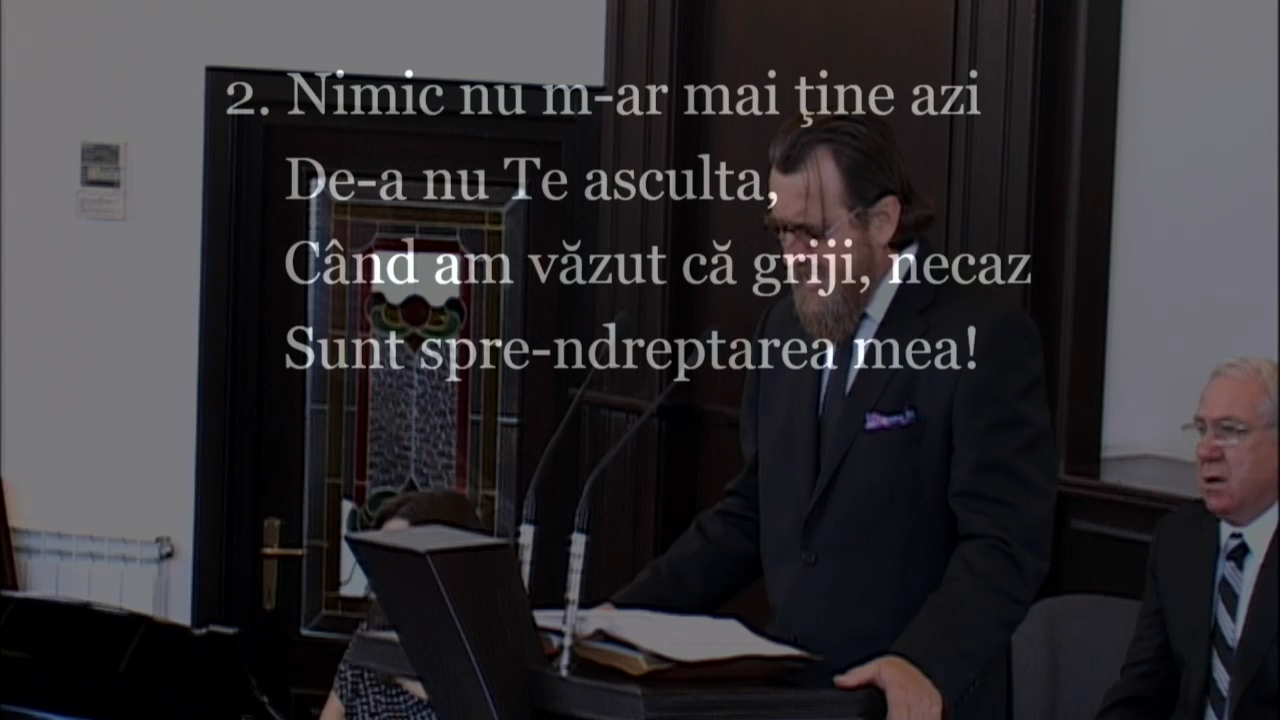 2. Nimic nu m-ar mai ţine azi
De-a nu Te asculta,
Când am văzut că griji, necaz
Sunt spre-ndreptarea mea!